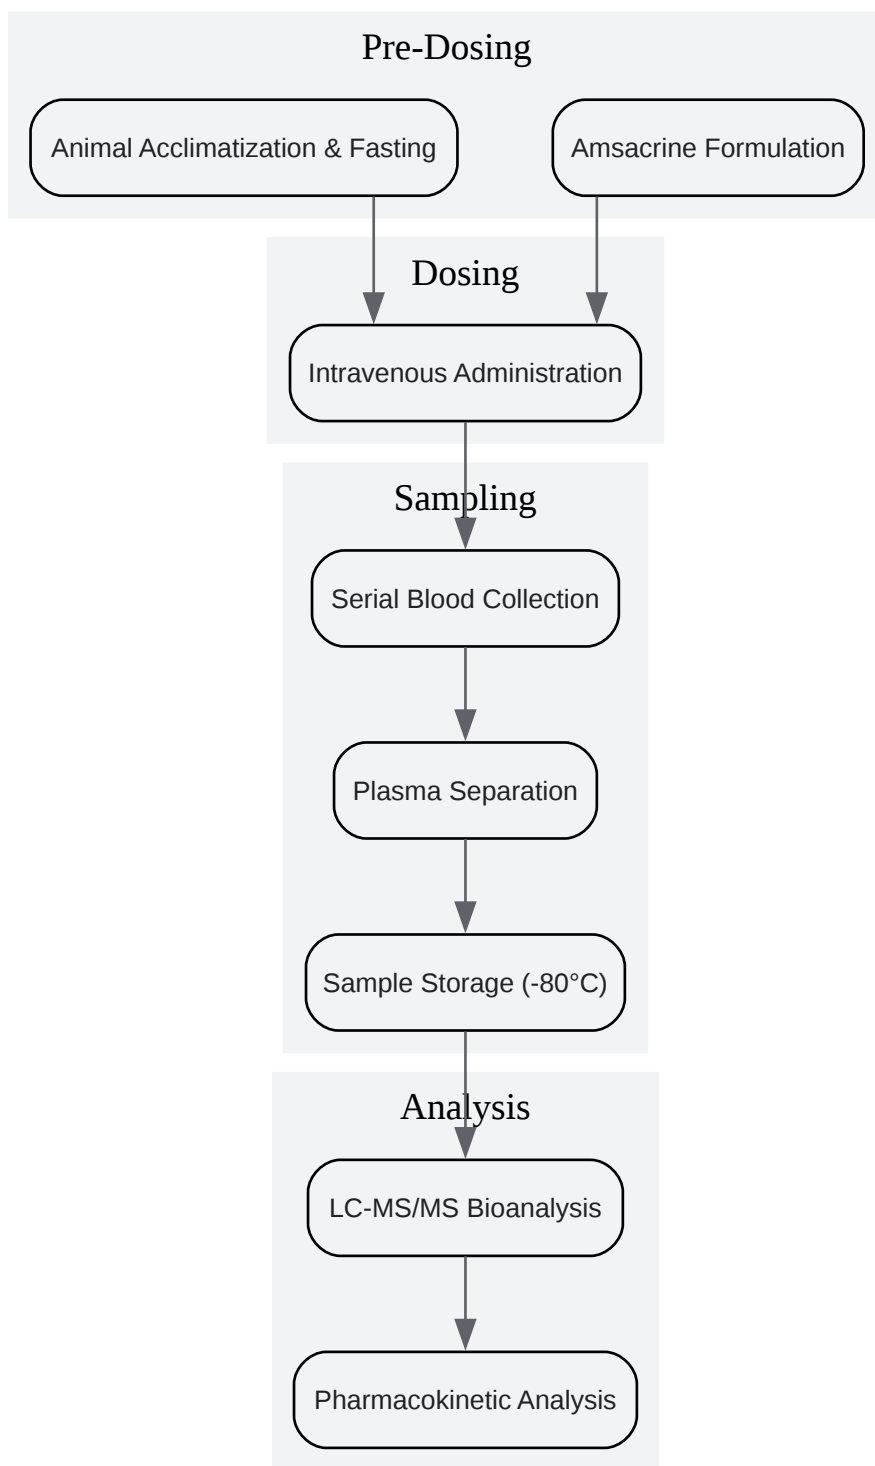 Pre-Dosing
Animal Acclimatization & Fasting
Amsacrine Formulation
Dosing
Intravenous Administration
Sampling
Serial Blood Collection
Plasma Separation
Sample Storage (-80°C)
Analysis
LC-MS/MS Bioanalysis
Pharmacokinetic Analysis